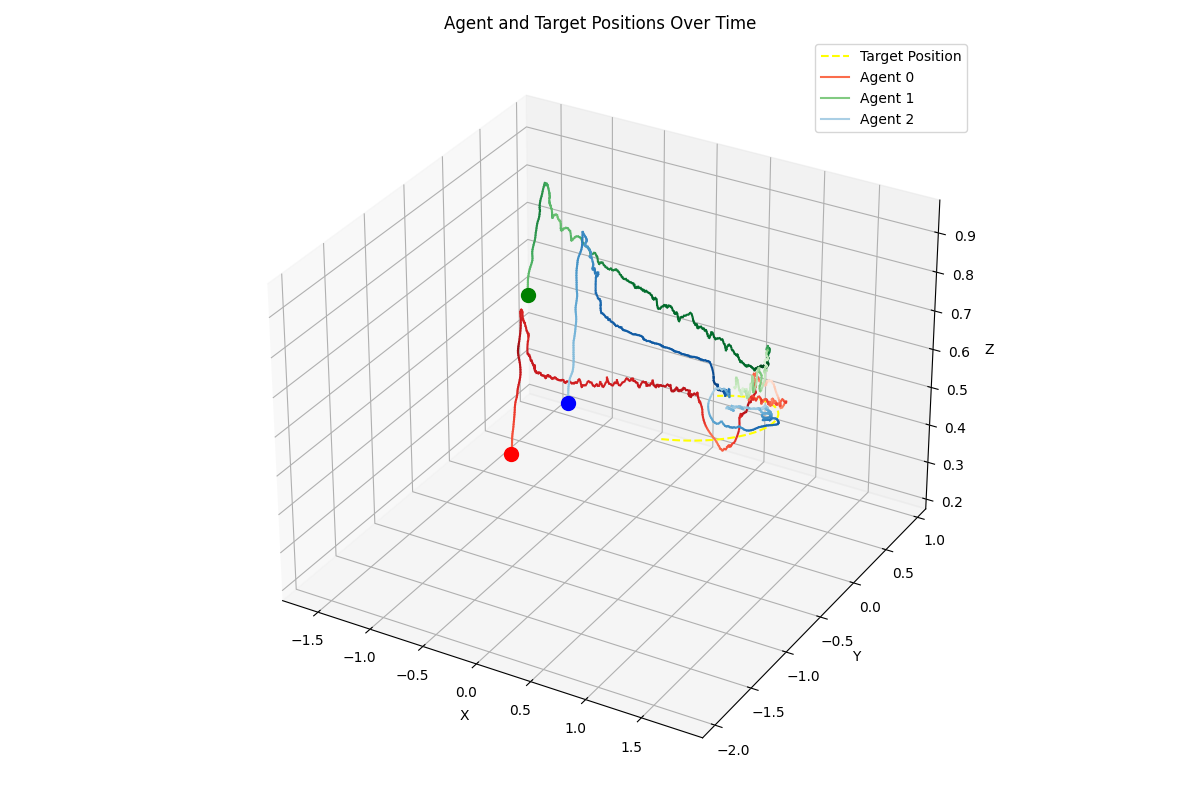 Agent and Target Positions Over Time
Target Position
Agent 0
Agent 1
Agent 2
0.9
0.8
0.7
0.6
Z
0.5
0.4
0.3
0.2
1.0
0.5
0.0
−0.5
Y
−1.0
−1.5
−2.0
−1.5
−1.0
−0.5
0.0
X
0.5
1.0
1.5